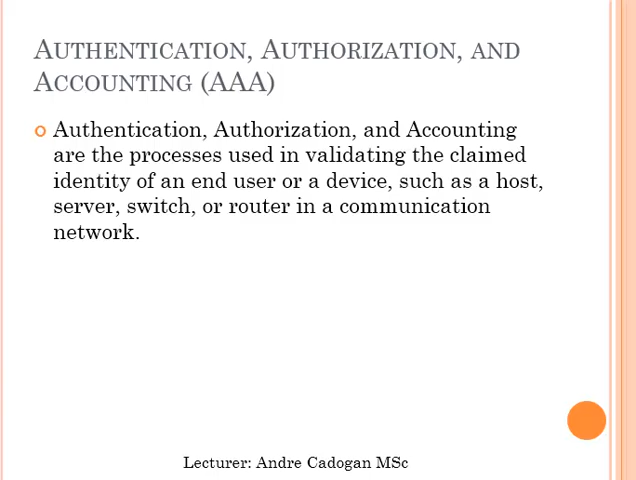 Authentication, Authorization, and
Accounting (AAA)
Authentication, Authorization, and Accounting
are the processes used in validating the claimed
identity of an end user or a device, such as a host,
server, switch, or router in a communication
network.
Lecturer: Andre Cadogan MSc